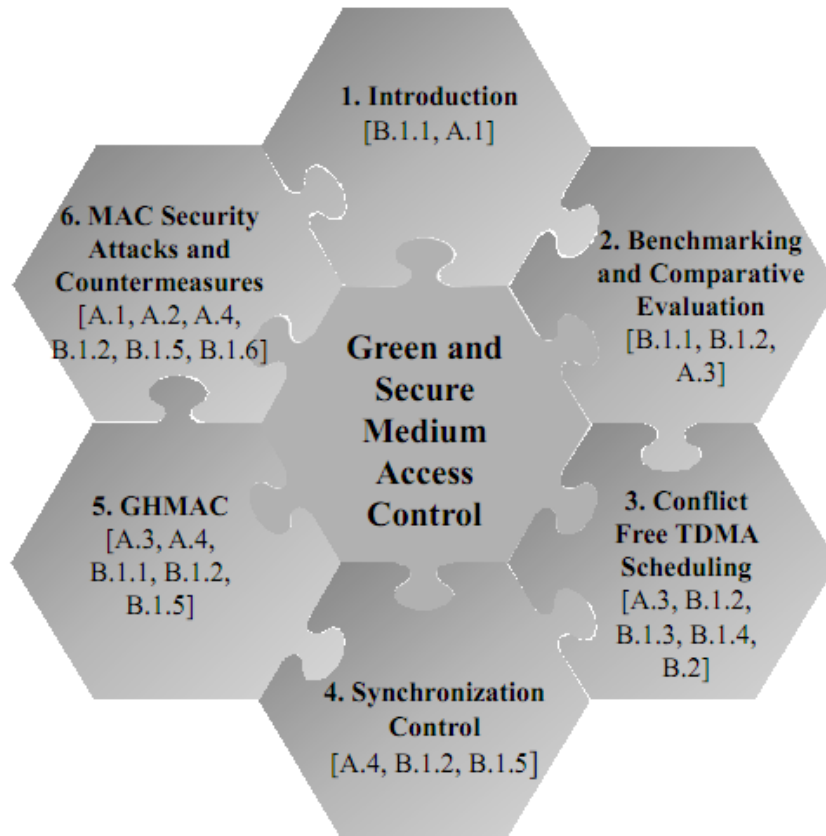 1. Introduction
[B.1.1, A.1]
2. Benchmarking
and Comparative
Evaluation
[B.1.1, B.1.2,
A.3]
3. Conflict
Free TDMA
Scheduling
[A.3, B.1.2,
B.1.3, B.1.4,
B.2]
4. Synchronization
Control
[A.4, B.1.2, B.1.5]
5. GHMAC
[A.3, A.4,
B.1.1, B.1.2,
B.1.5]
6. MAC Security
Attacks and
Countermeasures
[A.1, A.2, A.4,
B.1.2, B.1.5, B.1.6]
Green and
Secure
Medium
Access
Control